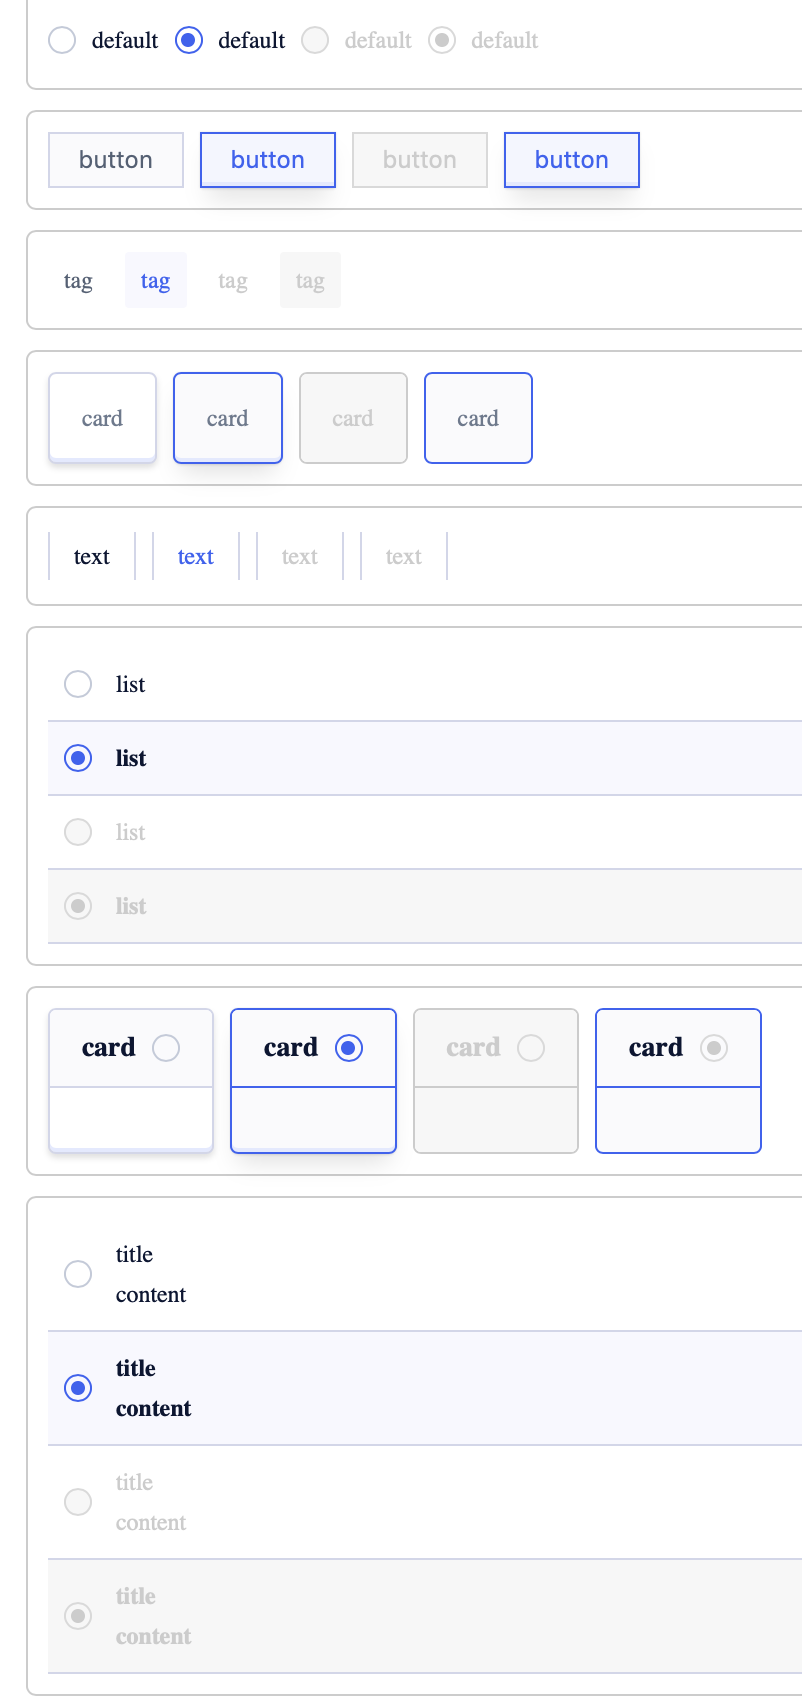 default default default default
button button button button
tag tag tag tag
card card card card
text text text text
list
list
list
list
card card card card
title
content
title
content
title
content
title
content